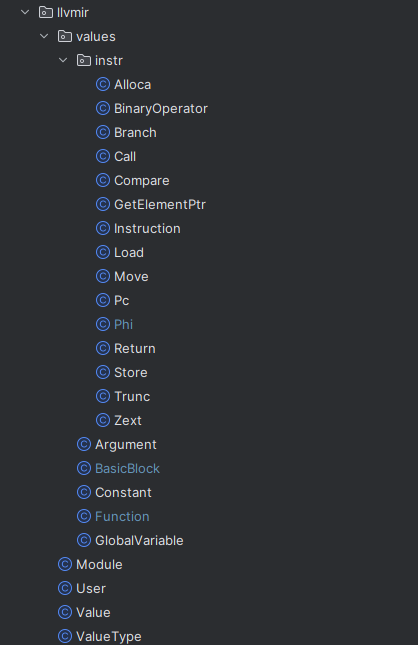 llvmir
values
instr
Alloca
BinaryOperator
Branch
Call
Compare
GetElementPtr
Instruction
Load
Move
Pc
Phi
Return
Store
Trunc
Zext
Argument
BasicBlock
Constant
Function
GlobalVariable
Module
User
Value
ValueType